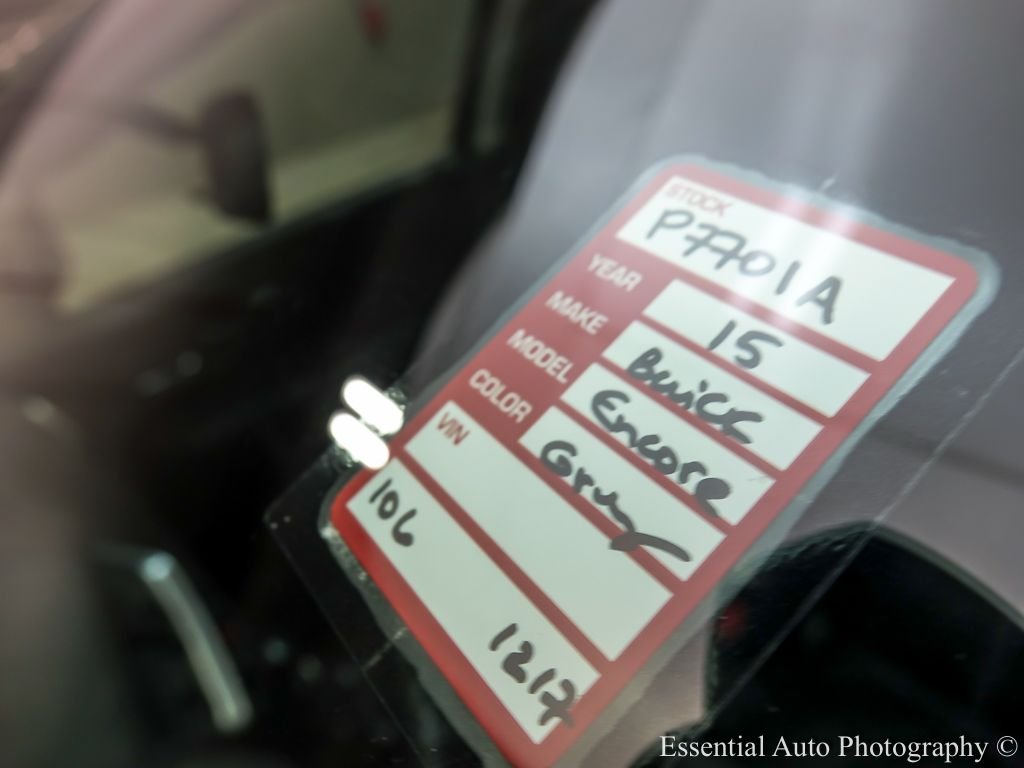 STOCK
P7701A
YEAR 15
MAKE Buick
MODEL Encore
COLOR Gray
VIN
106 1217
Essential Auto Photography ©